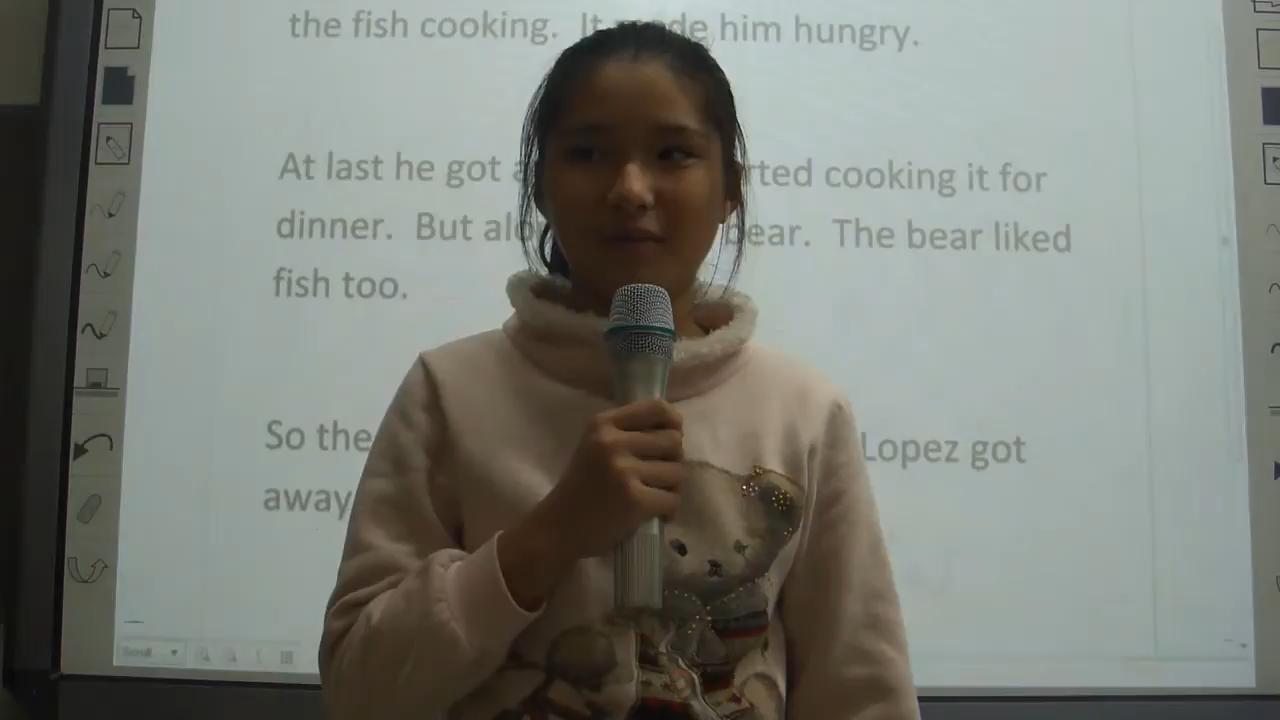 the fish cooking. It made him hungry.
At last he got a rted cooking it for
dinner. But alo bear. The bear liked
fish too.
So the Lopez got
away
Scroll